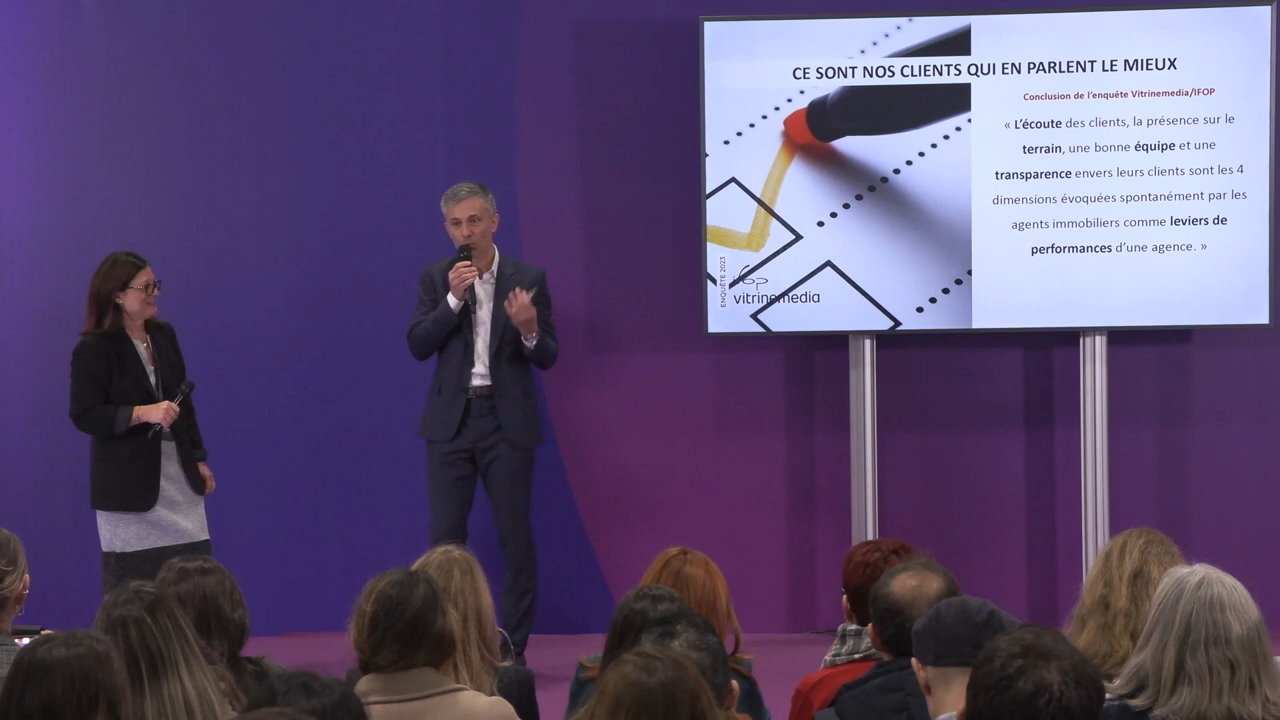 CE SONT NOS CLIENTS QUI EN PARLENT LE MIEUX
Conclusion de l'enquête Vitrinemedia/IFOP
« L'écoute des clients, la présence sur le
terrain, une bonne équipe et une
transparence envers leurs clients sont les 4
dimensions évoquées spontanément par les
agents immobiliers comme leviers de
performances d'une agence. »
ENQUÊTE 2023
ifop
vitrinemedia